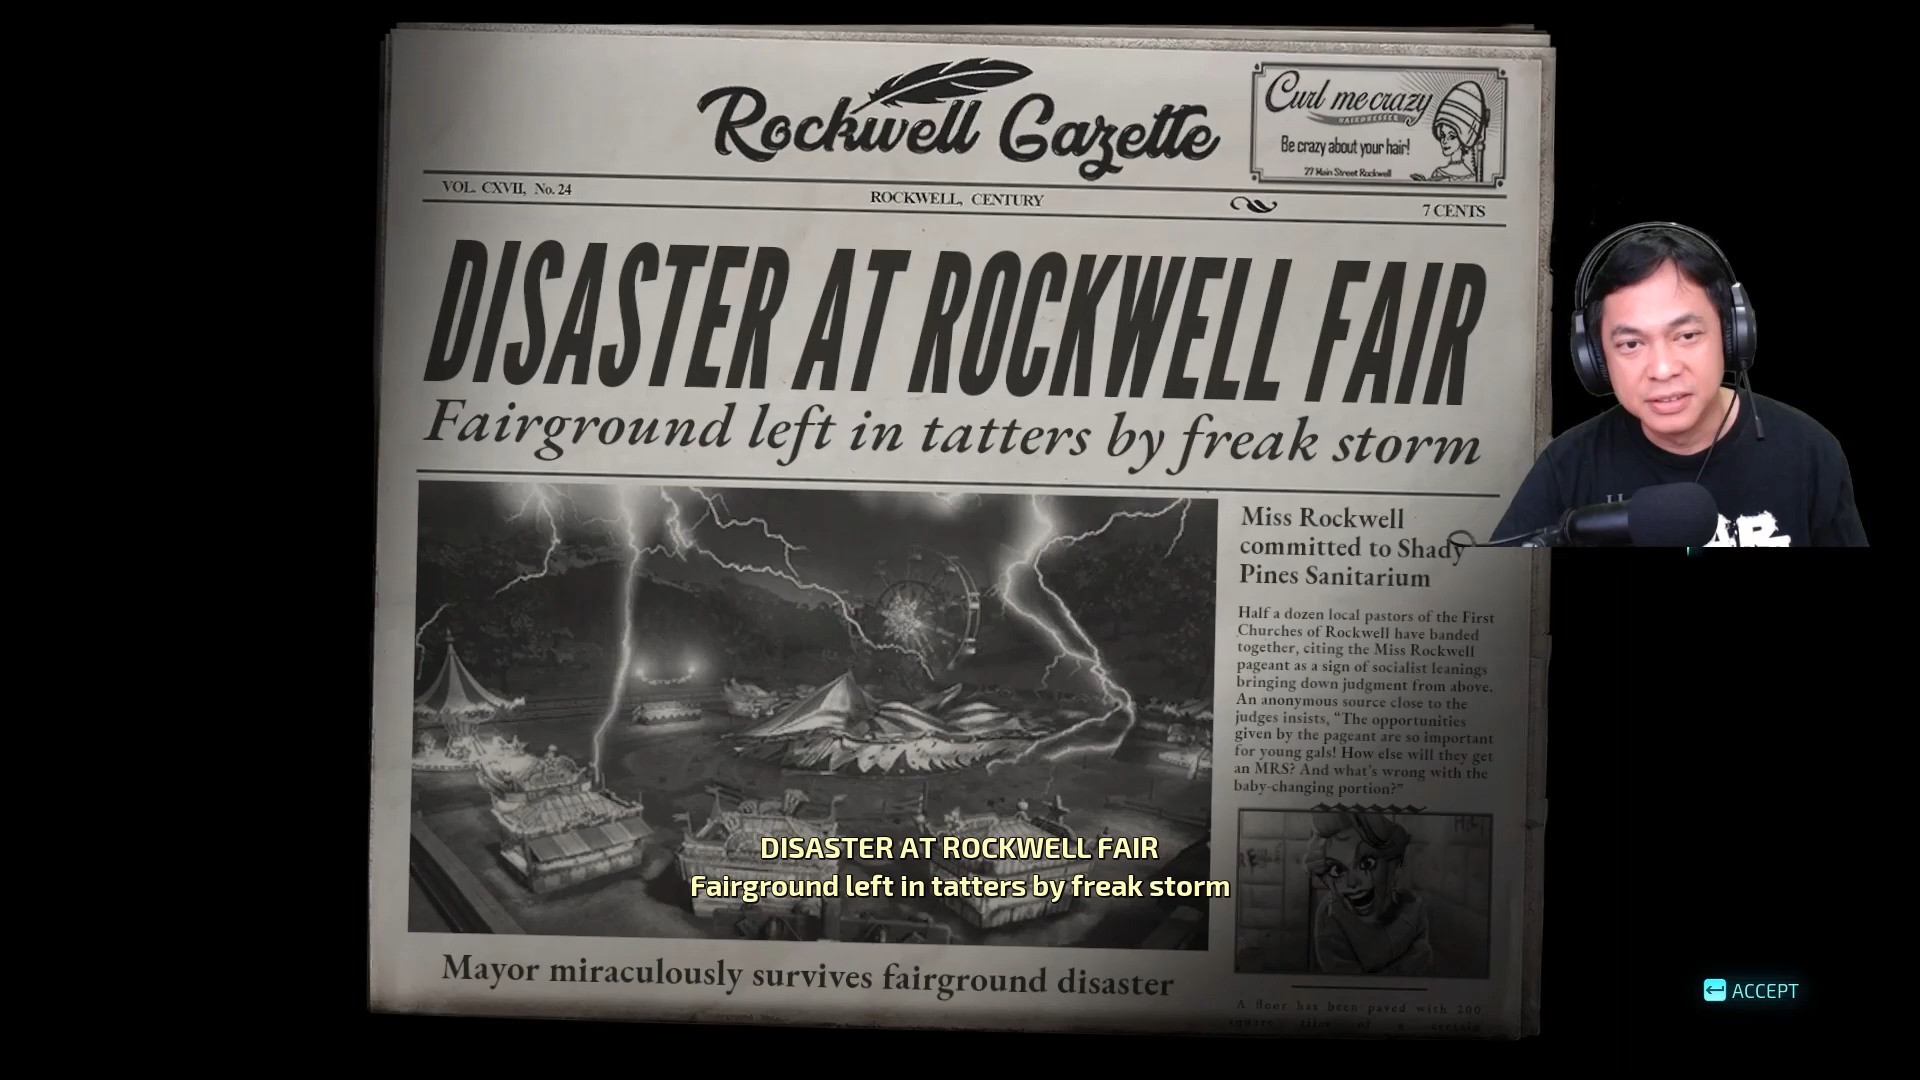 Rockwell Gazette
Curl me crazy
HAIRDRESSER
Be crazy about your hair!
77 Main Street Rockwell
VOL. CXVII, No. 24
ROCKWELL, CENTURY
7 CENTS
DISASTER AT ROCKWELL FAIR
Fairground left in tatters by freak storm
Miss Rockwell
committed to Shady
Pines Sanitarium
Half a dozen local pastors of the First
Churches of Rockwell have banded
together, citing the Miss Rockwell
pageant as a sign of socialist leanings
bringing down judgment from above.
An anonymous source close to the
judges insists, “The opportunities
given by the pageant are so important
for young gals! How else will they get
an MRS? And what's wrong with the
baby-changing portion?”
DISASTER AT ROCKWELL FAIR
Fairground left in tatters by freak storm
Mayor miraculously survives fairground disaster
A floor has been paved with 200
square tiles of a certain
ACCEPT